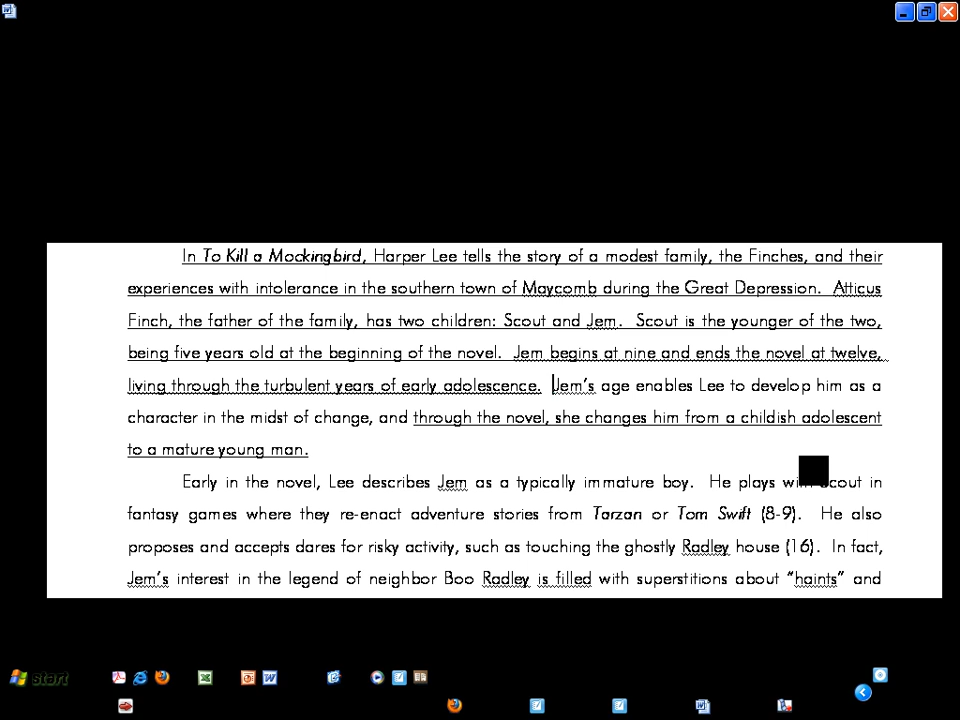 In To Kill a Mockingbird, Harper Lee tells the story of a modest family, the Finches, and their
experiences with intolerance in the southern town of Maycomb during the Great Depression. Atticus
Finch, the father of the family, has two children: Scout and Jem. Scout is the younger of the two,
being five years old at the beginning of the novel. Jem begins at nine and ends the novel at twelve,
living through the turbulent years of early adolescence. Jem's age enables Lee to develop him as a
character in the midst of change, and through the novel, she changes him from a childish adolescent
to a mature young man.
Early in the novel, Lee describes Jem as a typically immature boy. He plays with Scout in
fantasy games where they re-enact adventure stories from Tarzan or Tom Swift (8-9). He also
proposes and accepts dares for risky activity, such as touching the ghostly Radley house (16). In fact,
Jem's interest in the legend of neighbor Boo Radley is filled with superstitions about “haints” and
start